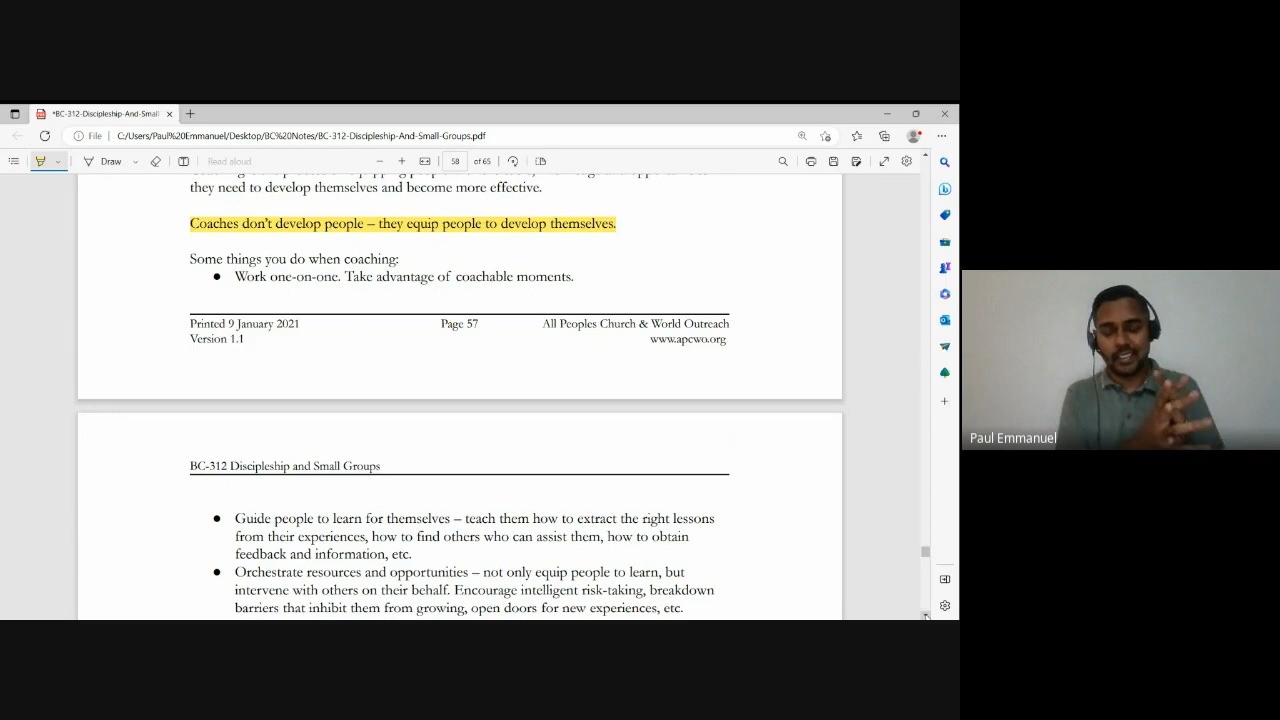 *BC-312-Discipleship-And-Small
File
C:/Users/Paul%20Emmanuel/Desktop/BC%20Notes/BC-312-Discipleship-And-Small-Groups.pdf
Draw
Read aloud
58
of 65
they need to develop themselves and become more effective.
Coaches don't develop people – they equip people to develop themselves.
Some things you do when coaching:
● Work one-on-one. Take advantage of coachable moments.
Printed 9 January 2021 Page 57 All Peoples Church & World Outreach
Version 1.1 www.apcwo.org
BC-312 Discipleship and Small Groups
● Guide people to learn for themselves – teach them how to extract the right lessons
from their experiences, how to find others who can assist them, how to obtain
feedback and information, etc.
● Orchestrate resources and opportunities – not only equip people to learn, but
intervene with others on their behalf. Encourage intelligent risk-taking, breakdown
barriers that inhibit them from growing, open doors for new experiences, etc.
Paul Emmanuel